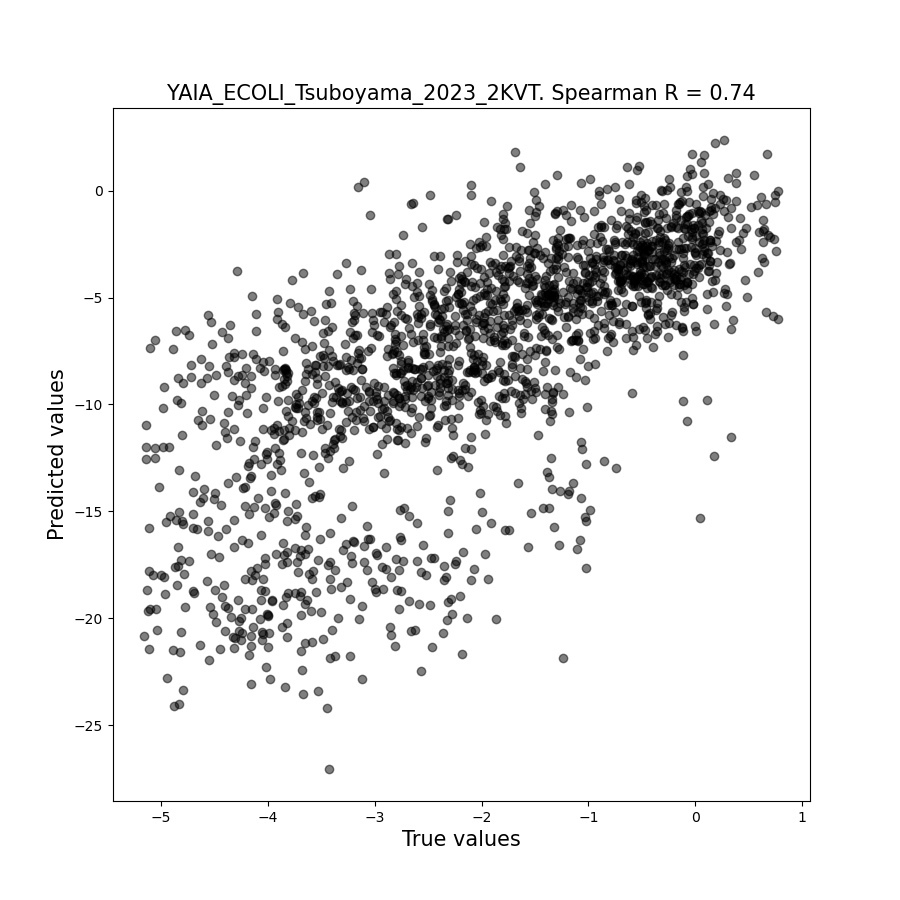 YAIA_ECOLI_Tsuboyama_2023_2KVT. Spearman R = 0.74
0
−5
−10
−15
−20
−25
Predicted values
−5 −4 −3 −2 −1 0 1
True values